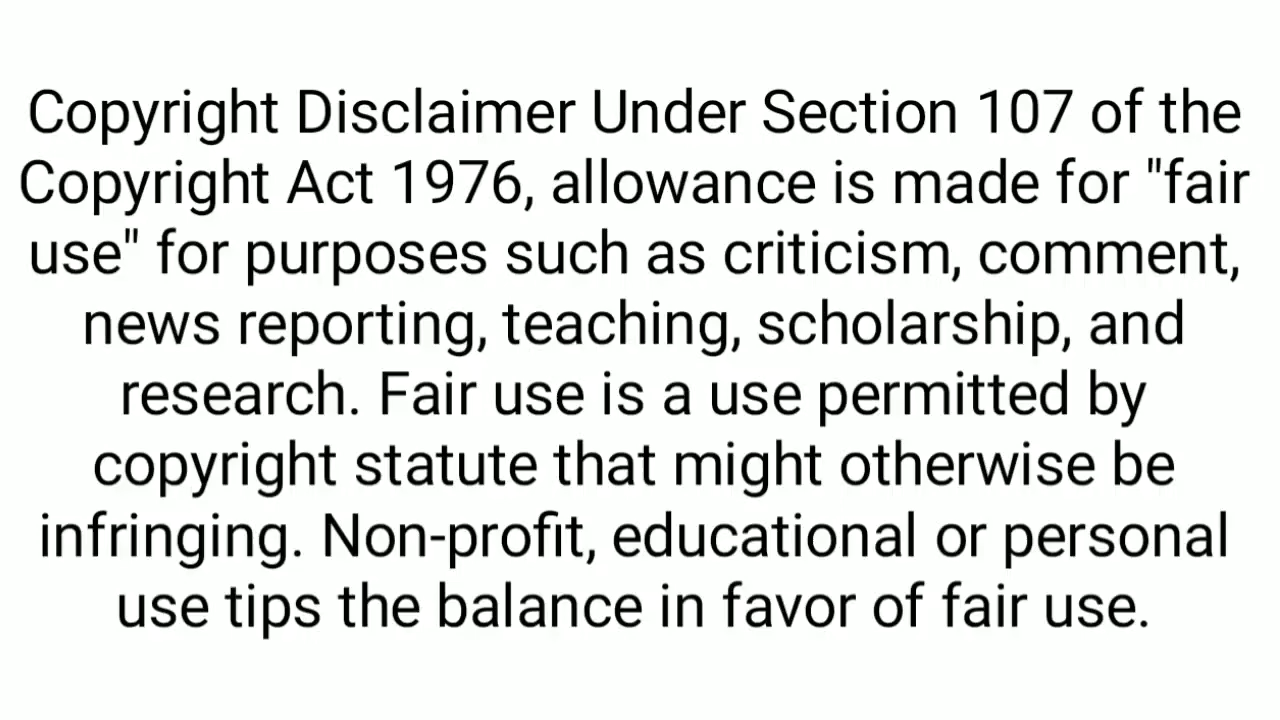 Copyright Disclaimer Under Section 107 of the
Copyright Act 1976, allowance is made for "fair
use" for purposes such as criticism, comment,
news reporting, teaching, scholarship, and
research. Fair use is a use permitted by
copyright statute that might otherwise be
infringing. Non-profit, educational or personal
use tips the balance in favor of fair use.